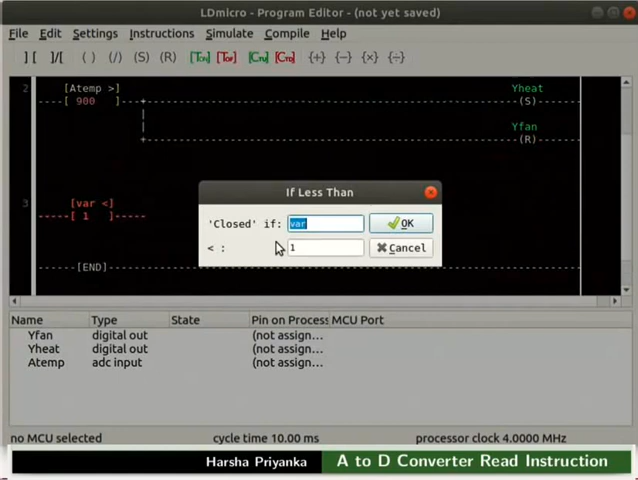 LDmicro - Program Editor - (not yet saved)
File Edit Settings Instructions Simulate Compile Help
] [ ]/[ ( ) (/) (S) (R) {+} {−} {×} {÷}
2 [Atemp >] Yheat
[ 900 ] (S)
Yfan
(R)
If Less Than
3 [var <] 'Closed' if: var OK
[ 1 ]
< : 1 Cancel
[END]
Name Type State Pin on Process MCU Port
Yfan digital out (not assign...
Yheat digital out (not assign...
Atemp adc input (not assign...
no MCU selected cycle time 10.00 ms processor clock 4.0000 MHz
Harsha Priyanka A to D Converter Read Instruction